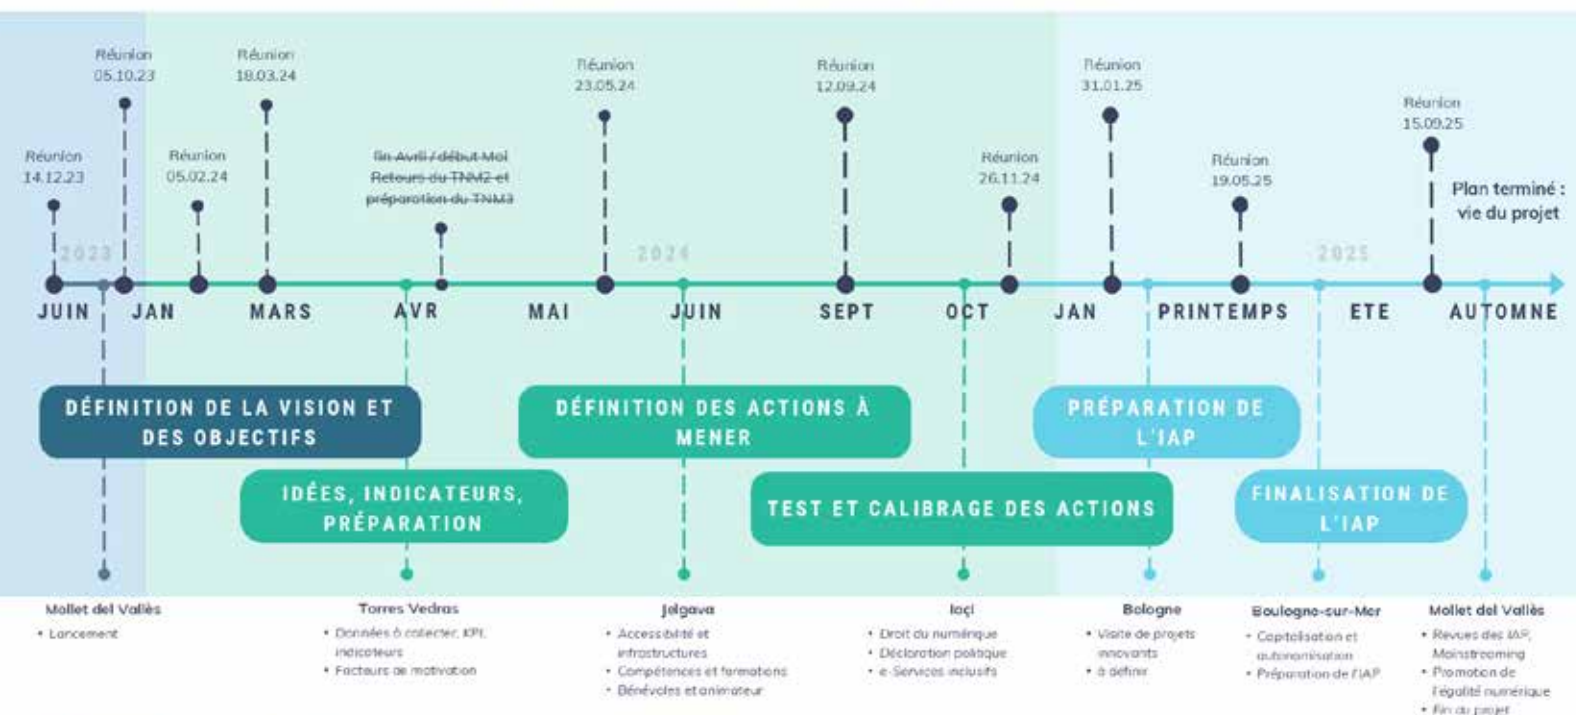 Réunion
05.10.23
Réunion
18.03.24
Réunion
23.05.24
Réunion
12.09.24
Réunion
31.01.25
Réunion
15.09.25
Réunion
14.12.23
Réunion
05.02.24
fin Avril / début Mai
Retours du TNM2 et
préparation du TNM3
Réunion
26.11.24
Réunion
19.05.25
Plan terminé :
vie du projet
2023
2024
2025
JUIN JAN MARS AVR MAI JUIN SEPT OCT JAN PRINTEMPS ETE AUTOMNE
DÉFINITION DE LA VISION ET
DES OBJECTIFS
DÉFINITION DES ACTIONS À
MENER
PRÉPARATION DE
L'IAP
IDÉES, INDICATEURS,
PRÉPARATION
TEST ET CALIBRAGE DES ACTIONS
FINALISATION DE
L'IAP
Mollet del Vallès
• Lancement
Torres Vedras
• Données à collecter, KPI,
indicateurs
• Facteurs de motivation
Jelgava
• Accessibilité et
infrastructures
• Compétences et formations
• Bénévoles et animateur
Iaçi
• Droit du numérique
• Déclaration politique
• e-Services inclusifs
Bologne
• Visite de projets
innovants
• à définir
Boulogne-sur-Mer
• Capitalisation et
autonomisation
• Préparation de l'IAP
Mollet del Vallès
• Revues des IAP,
Mainstreaming
• Promotion de
l'égalité numérique
• Fin du projet